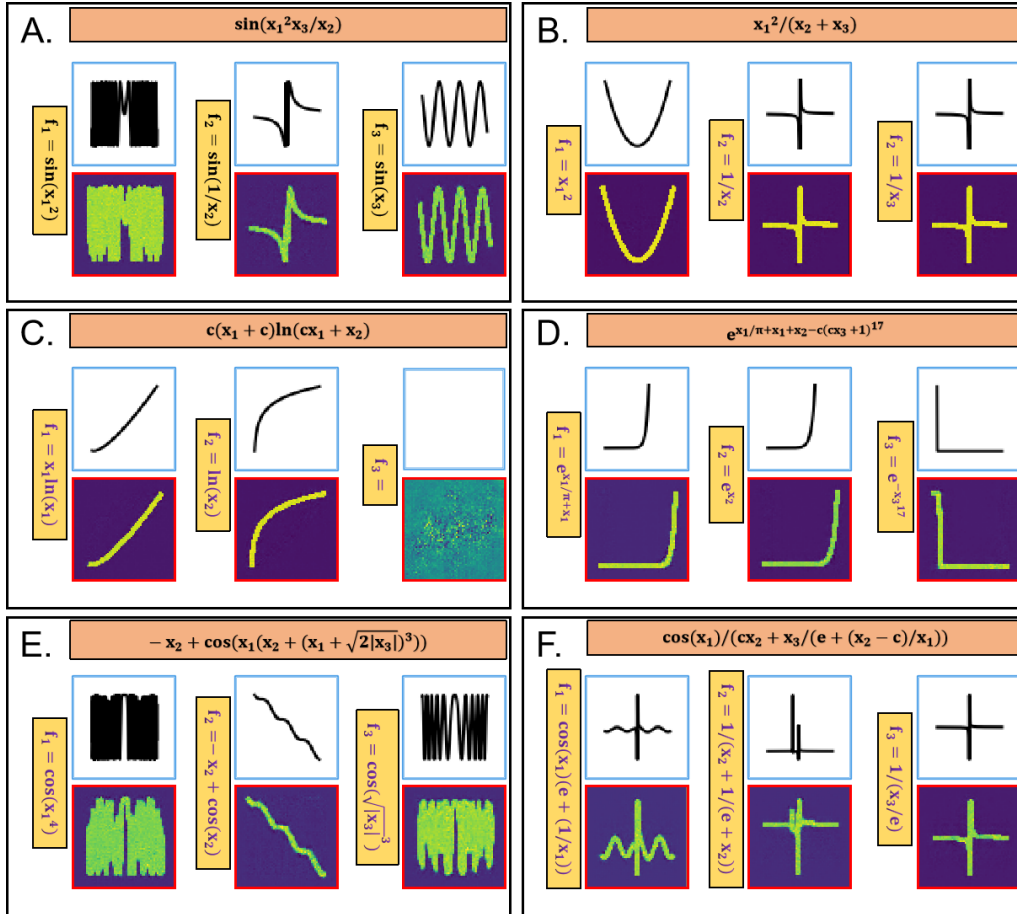 A.
sin(x₁²x₃/x₂)
f₁ = sin(x₁²)
f₂ = sin(1/x₂)
f₃ = sin(x₃)
B.
x₁²/(x₂ + x₃)
f₁ = x₁²
f₂ = 1/x₂
f₂ = 1/x₃
C.
c(x₁ + c)ln(cx₁ + x₂)
f₁ = x₁ln(x₁)
f₂ = ln(x₂)
f₃ =
D.
e^(x₁/π+x₁+x₂−c(cx₃+1)¹⁷)
f₁ = e^(x₁/π+x₁)
f₂ = e^(x₂)
f₃ = e^(−x₃¹⁷)
E.
− x₂ + cos(x₁(x₂ + (x₁ + √2|x₃|)³))
f₁ = cos(x₁⁴)
f₂ = − x₂ + cos(x₂)
f₃ = cos(√|x₃|³)
F.
cos(x₁)/(cx₂ + x₃/(e + (x₂ − c)/x₁))
f₁ = cos(x₁)(e + (1/x₁))
f₂ = 1/(x₂ + 1/(e + x₂))
f₃ = 1/(x₃/e)